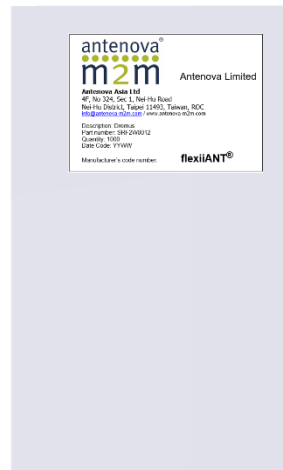 antenova®
m2m
Antenova Limited
Antenova Asia Ltd
4F, No 324, Sec 1, Nei-Hu Road
Nei-Hu District, Taipei 11493, Taiwan, ROC
info@antenova-m2m.com / www.antenova-m2m.com
Description: Dromus
Part number: SRF2W012
Quantity: 1000
Date Code: YYWW
Manufacturer's code number: flexiiANT®